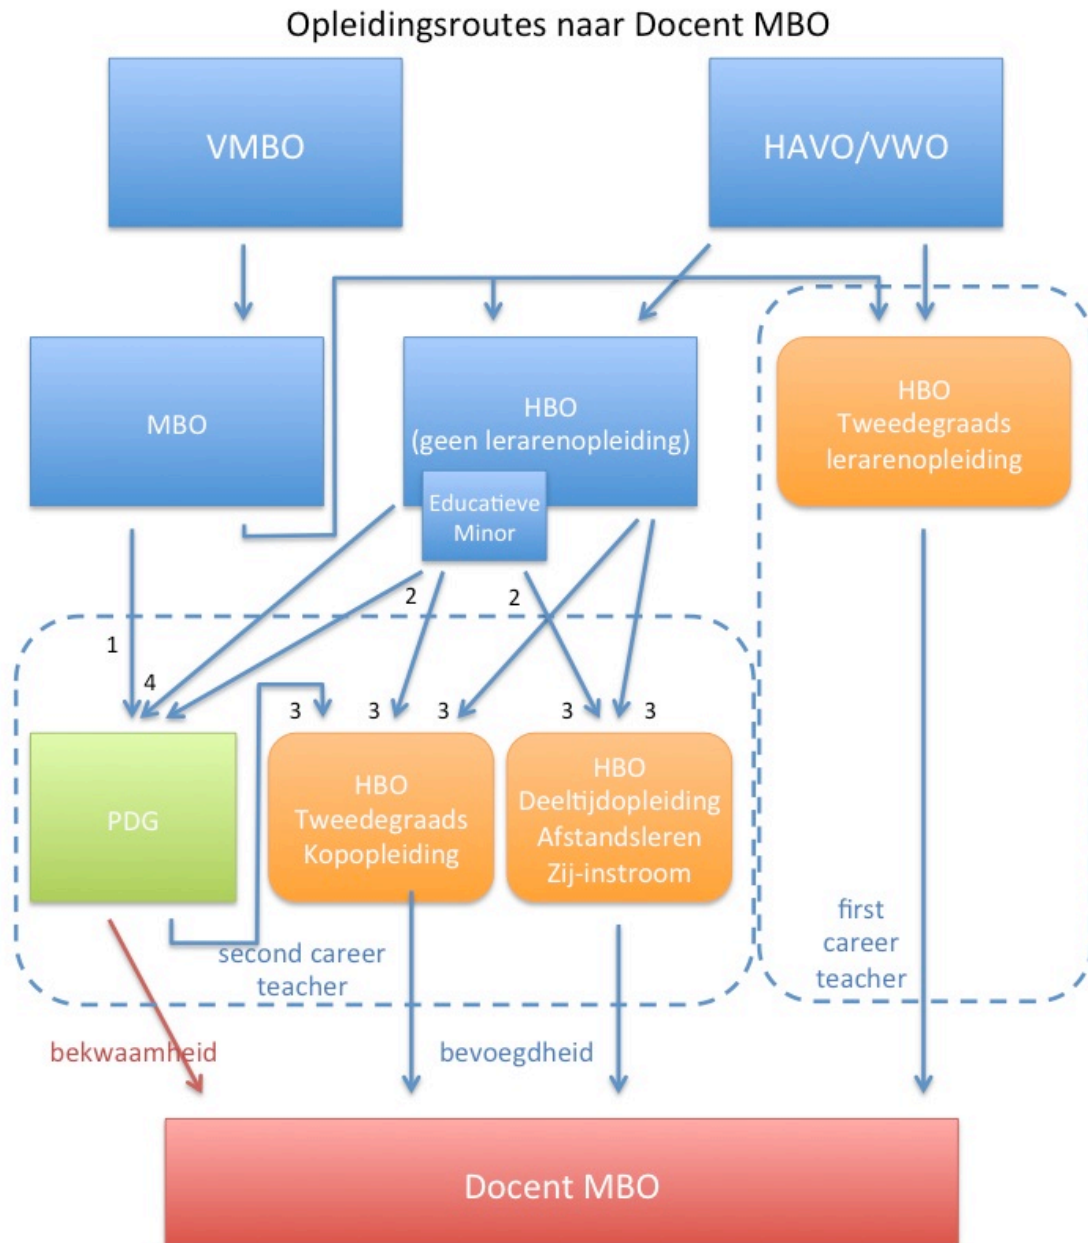 Opleidingsroutes naar Docent MBO
VMBO
HAVO/VWO
MBO
HBO
(geen lerarenopleiding)
Educatieve
Minor
HBO
Tweedegraads
lerarenopleiding
2
2
1
4
3
3
3
3
3
PDG
HBO
Tweedegraads
Kopopleiding
HBO
Deeltijdopleiding
Afstandsleren
Zij-instroom
second career
teacher
first
career
teacher
bekwaamheid
bevoegdheid
Docent MBO